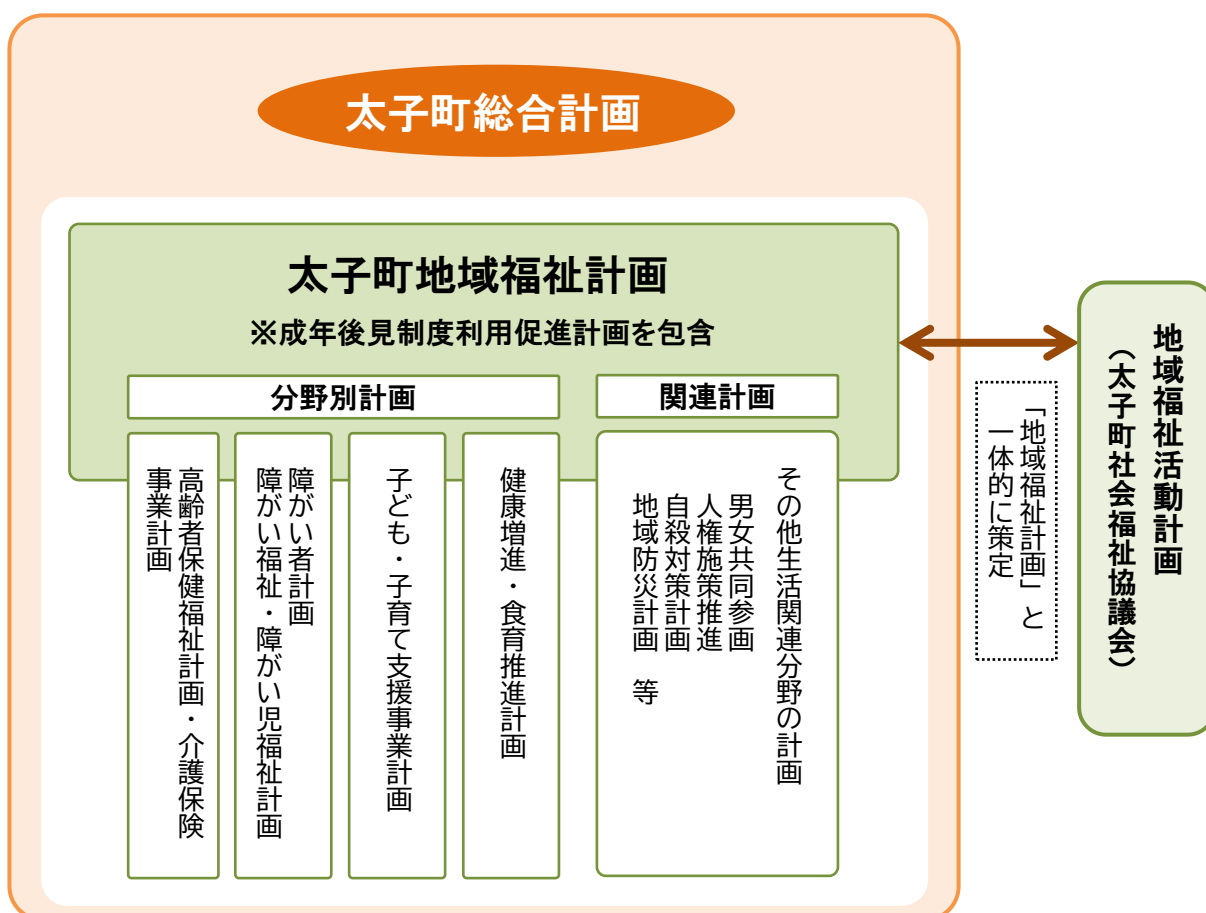 太子町総合計画
太子町地域福祉計画
※成年後見制度利用促進計画を包含
分野別計画
関連計画
高齢者保健福祉計画・介護保険
事業計画
障がい者計画
障がい福祉・障がい児福祉計画
子ども・子育て支援事業計画
健康増進・食育推進計画
その他生活関連分野の計画
男女共同参画
人権施策推進
自殺対策計画
地域防災計画 等
「地域福祉計画」と
一体的に策定
地域福祉活動計画
（太子町社会福祉協議会）